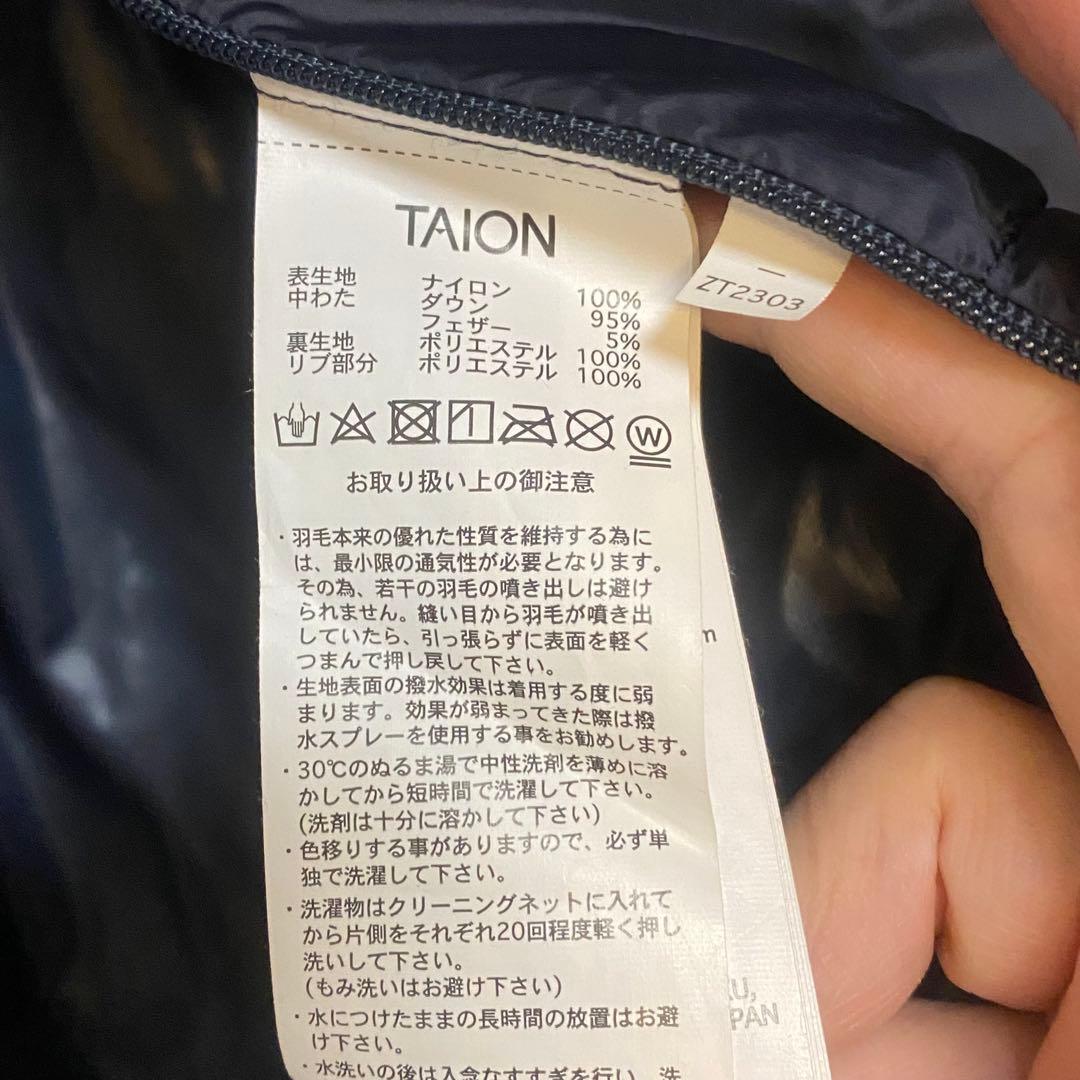 TAION
表生地 ナイロン 100%
中わた ダウン 95%
フェザー 5%
裏生地 ポリエステル 100%
リブ部分 ポリエステル 100%
ZT2303
W
お取り扱い上の御注意
・羽毛本来の優れた性質を維持する為に
は、最小限の通気性が必要となります。
その為、若干の羽毛の噴き出しは避け
られません。縫い目から羽毛が噴き出
していたら、引っ張らずに表面を軽く
つまんで押し戻して下さい。
・生地表面の撥水効果は着用する度に弱
まります。効果が弱まってきた際は撥
水スプレーを使用する事をお勧めします。
・30℃のぬるま湯で中性洗剤を薄めに溶
かしてから短時間で洗濯して下さい。
(洗剤は十分に溶かして下さい)
・色移りする事がありますので、必ず単
独で洗濯して下さい。
・洗濯物はクリーニングネットに入れて
から片側をそれぞれ20回程度軽く押し
洗いして下さい。
(もみ洗いはお避け下さい)
・水につけたままの長時間の放置はお避
け下さい。
・水洗いの後は入念なすすぎを行い、洗
m
U,
PAN